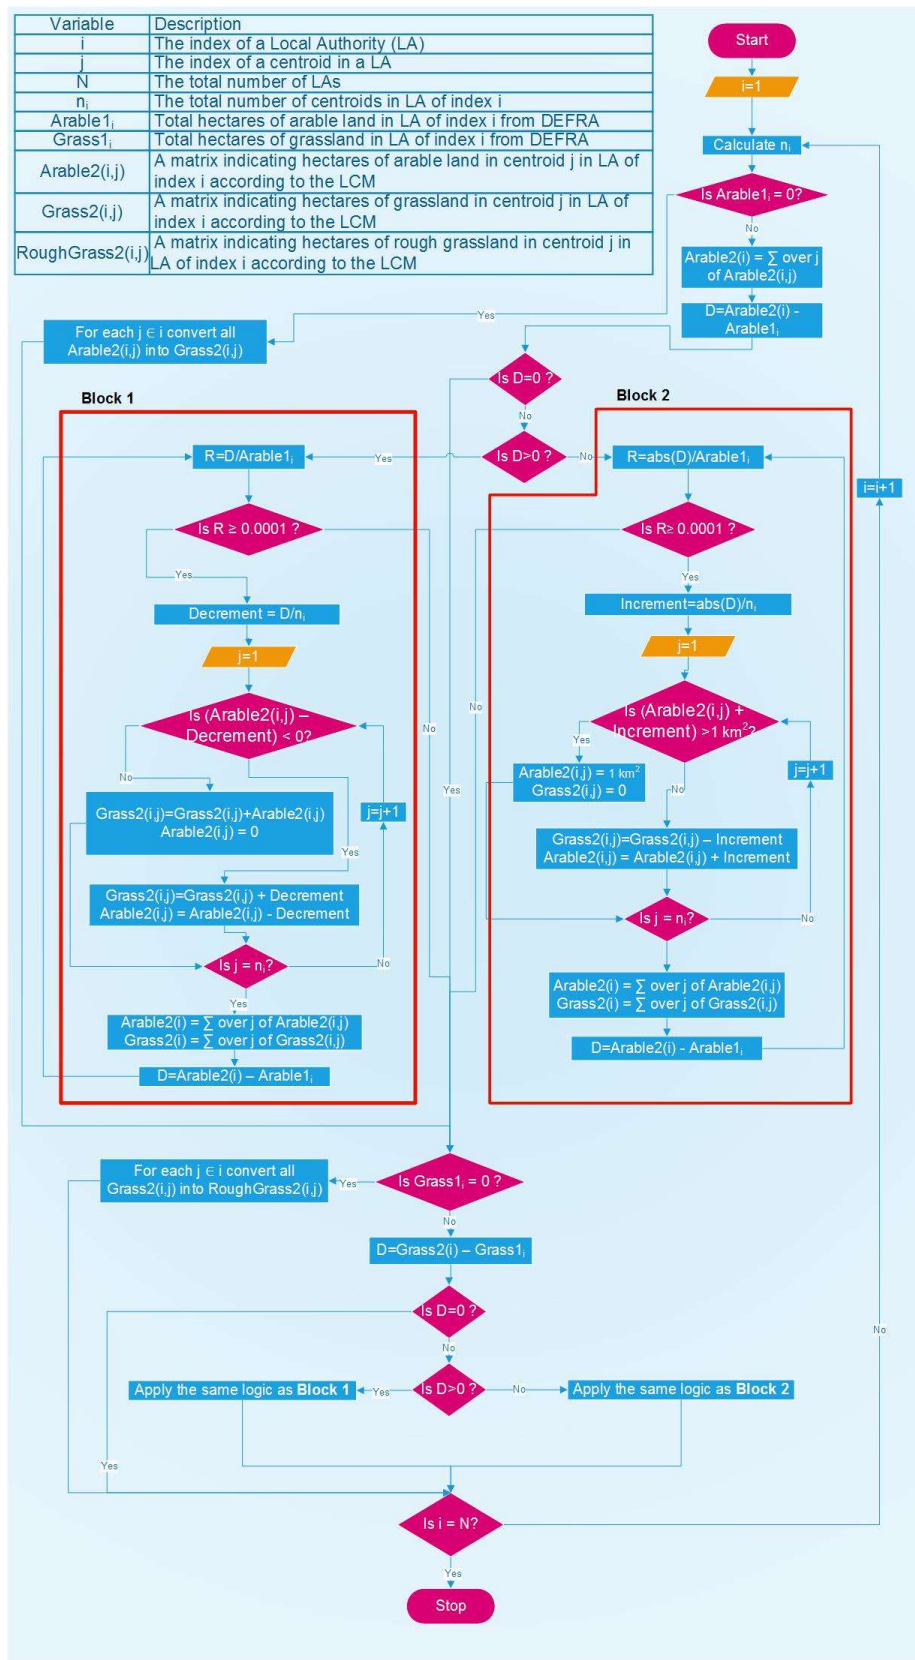 Variable Description
i The index of a Local Authority (LA)
j The index of a centroid in a LA
N The total number of LAs
nᵢ The total number of centroids in LA of index i
Arable1ᵢ Total hectares of arable land in LA of index i from DEFRA
Grass1ᵢ Total hectares of grassland in LA of index i from DEFRA
Arable2(i,j) A matrix indicating hectares of arable land in centroid j in LA of
index i according to the LCM
Grass2(i,j) A matrix indicating hectares of grassland in centroid j in LA of
index i according to the LCM
RoughGrass2(i,j) A matrix indicating hectares of rough grassland in centroid j in
LA of index i according to the LCM
Start
i=1
Calculate nᵢ
Is Arable1ᵢ = 0?
No
Arable2(i) = ∑ over j
of Arable2(i,j)
D=Arable2(i) -
Arable1ᵢ
Yes
For each j ∈ i convert all
Arable2(i,j) into Grass2(i,j)
Is D=0 ?
No
Is D>0 ?
Yes
No
Block 1
R=D/Arable1ᵢ
Is R ≥ 0.0001 ?
Yes
Decrement = D/nᵢ
j=1
Is (Arable2(i,j) –
Decrement) < 0?
No
Grass2(i,j)=Grass2(i,j)+Arable2(i,j)
Arable2(i,j) = 0
j=j+1
Yes
Grass2(i,j)=Grass2(i,j) + Decrement
Arable2(i,j) = Arable2(i,j) - Decrement
Is j = nᵢ?
No
Yes
Arable2(i) = ∑ over j of Arable2(i,j)
Grass2(i) = ∑ over j of Grass2(i,j)
D=Arable2(i) – Arable1ᵢ
No
Yes
No
Block 2
R=abs(D)/Arable1ᵢ
Is R≥ 0.0001 ?
Yes
Increment=abs(D)/nᵢ
j=1
Is (Arable2(i,j) +
Increment) >1 km²?
Yes
Arable2(i,j) = 1 km²
Grass2(i,j) = 0
j=j+1
No
Grass2(i,j)=Grass2(i,j) – Increment
Arable2(i,j) = Arable2(i,j) + Increment
Is j = nᵢ?
No
Arable2(i) = ∑ over j of Arable2(i,j)
Grass2(i) = ∑ over j of Grass2(i,j)
D=Arable2(i) - Arable1ᵢ
i=i+1
For each j ∈ i convert all
Grass2(i,j) into RoughGrass2(i,j)
Yes
Is Grass1ᵢ = 0 ?
No
D=Grass2(i) – Grass1ᵢ
Is D=0 ?
No
No
Apply the same logic as Block 1
Yes
Is D>0 ?
No
Apply the same logic as Block 2
Yes
Is i = N?
Yes
Stop